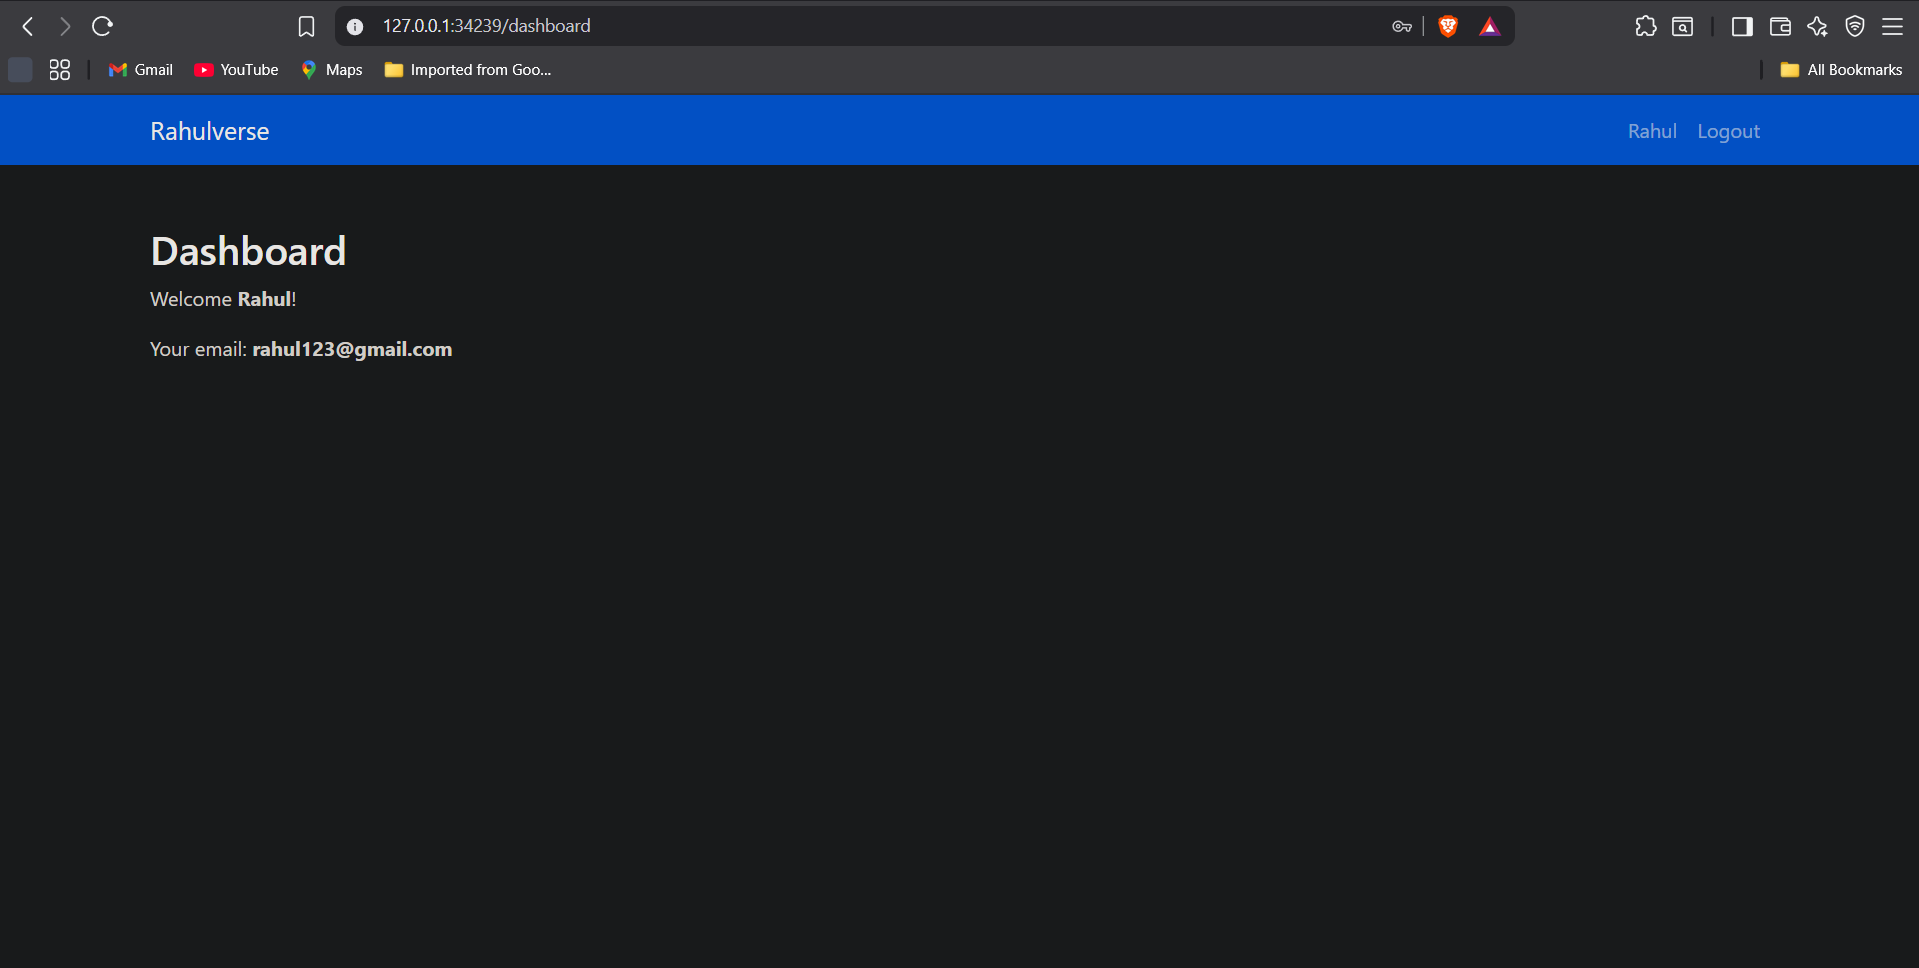 127.0.0.1:34239/dashboard
Gmail YouTube Maps Imported from Goo... All Bookmarks
Rahulverse Rahul Logout
Dashboard
Welcome Rahul!
Your email: rahul123@gmail.com